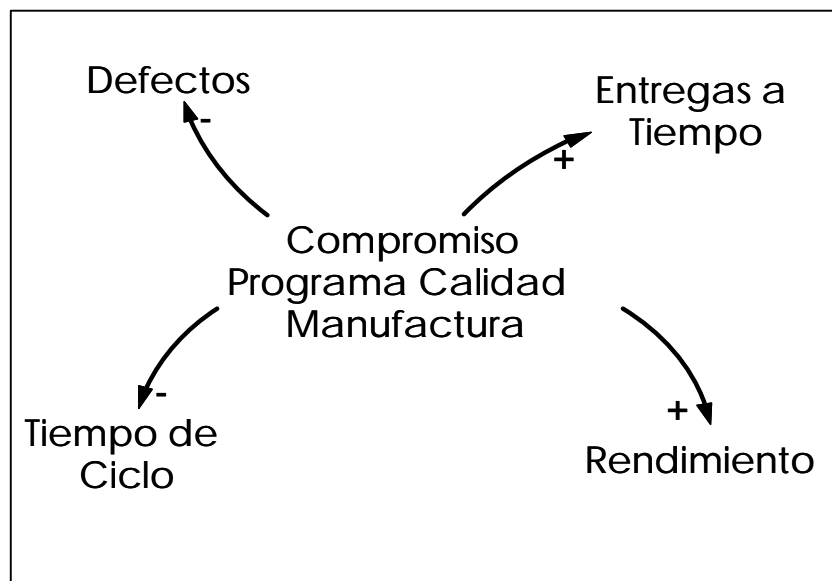 Defectos
-
Entregas a
Tiempo
+
Compromiso
Programa Calidad
Manufactura
-
Tiempo de
Ciclo
+
Rendimiento